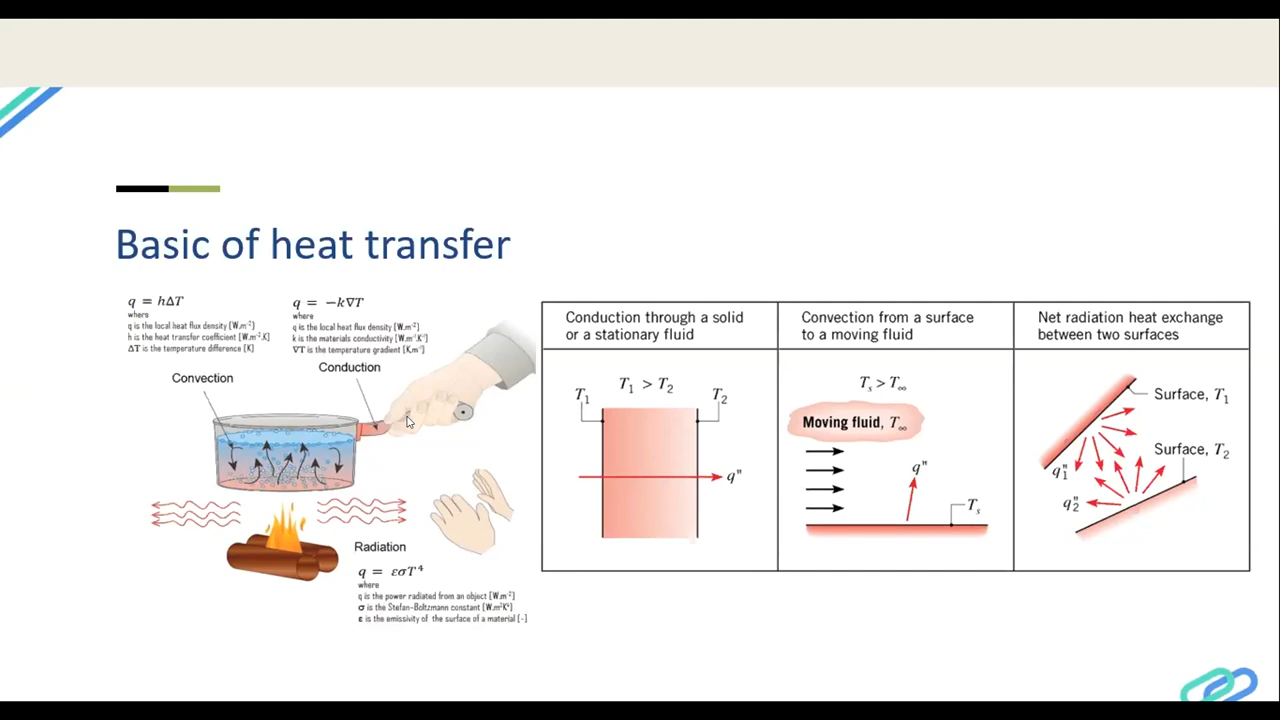 Basic of heat transfer
q = hΔT
where
q is the local heat flux density [W.m⁻²]
h is the heat transfer coefficient [W.m⁻².K]
ΔT is the temperature difference [K]
q = −k∇T
where
q is the local heat flux density [W.m⁻²]
k is the materials conductivity [W.m⁻¹.K⁻¹]
∇T is the temperature gradient [K.m⁻¹]
Convection
Conduction
Radiation
q = εσT⁴
where
q is the power radiated from an object [W.m⁻²]
σ is the Stefan-Boltzmann constant [W.m²K⁴]
ε is the emissivity of the surface of a material [-]
Conduction through a solid
or a stationary fluid
T₁ > T₂
T₁
T₂
q"
Convection from a surface
to a moving fluid
Tₛ > T∞
Moving fluid, T∞
q"
Tₛ
Net radiation heat exchange
between two surfaces
Surface, T₁
Surface, T₂
q"₁
q"₂